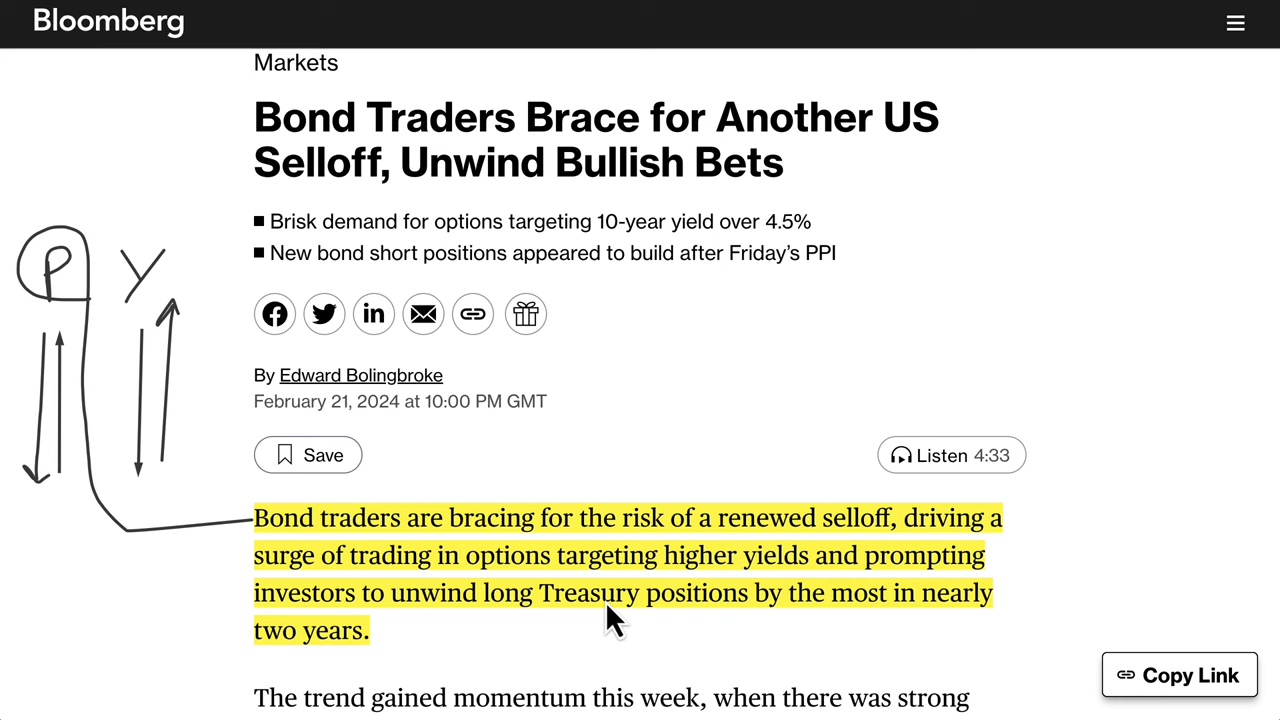 Bloomberg
Markets
Bond Traders Brace for Another US
Selloff, Unwind Bullish Bets
Brisk demand for options targeting 10-year yield over 4.5%
New bond short positions appeared to build after Friday’s PPI
P Y
By Edward Bolingbroke
February 21, 2024 at 10:00 PM GMT
Save
Listen 4:33
Bond traders are bracing for the risk of a renewed selloff, driving a
surge of trading in options targeting higher yields and prompting
investors to unwind long Treasury positions by the most in nearly
two years.
Copy Link
The trend gained momentum this week, when there was strong